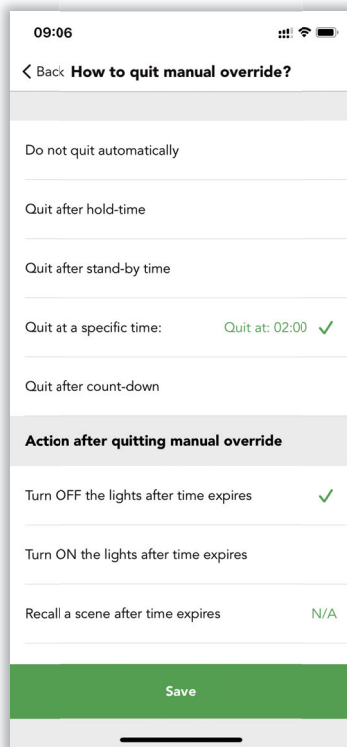 09:06
Back How to quit manual override?
Do not quit automatically
Quit after hold-time
Quit after stand-by time
Quit at a specific time: Quit at: 02:00
Quit after count-down
Action after quitting manual override
Turn OFF the lights after time expires
Turn ON the lights after time expires
Recall a scene after time expires N/A
Save